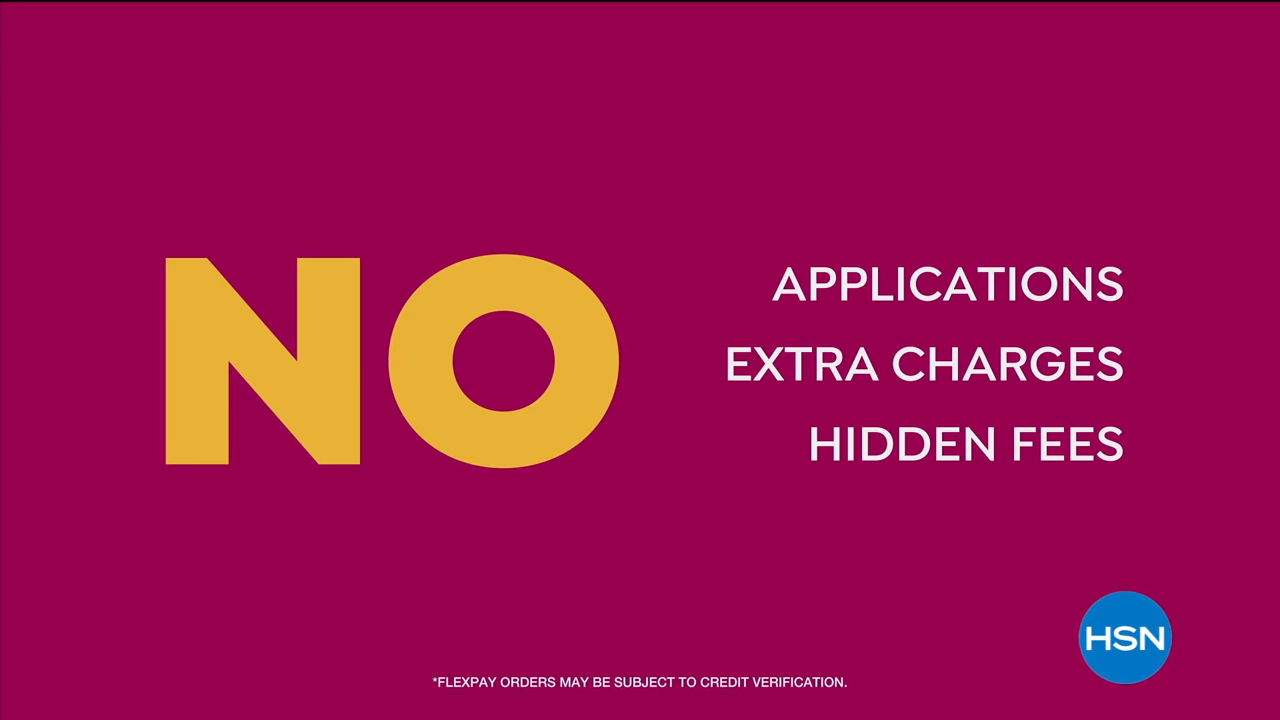 NO
APPLICATIONS
EXTRA CHARGES
HIDDEN FEES
HSN
*FLEXPAY ORDERS MAY BE SUBJECT TO CREDIT VERIFICATION.